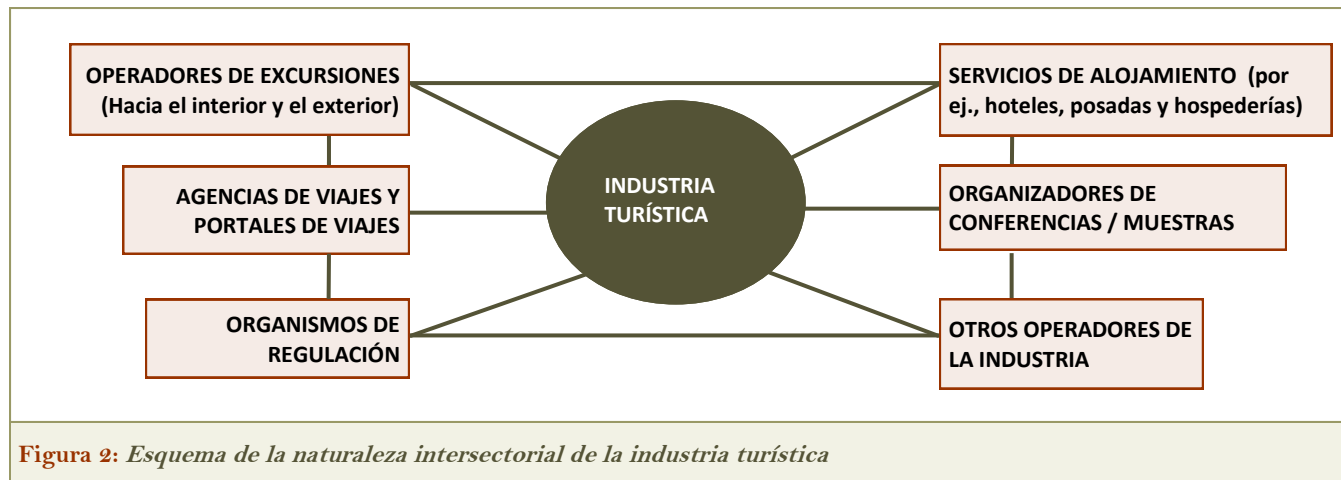 OPERADORES DE EXCURSIONES
(Hacia el interior y el exterior)
AGENCIAS DE VIAJES Y
PORTALES DE VIAJES
ORGANISMOS DE
REGULACIÓN
INDUSTRIA
TURÍSTICA
SERVICIOS DE ALOJAMIENTO (por
ej., hoteles, posadas y hospederías)
ORGANIZADORES DE
CONFERENCIAS / MUESTRAS
OTROS OPERADORES DE
LA INDUSTRIA
Figura 2: Esquema de la naturaleza intersectorial de la industria turística